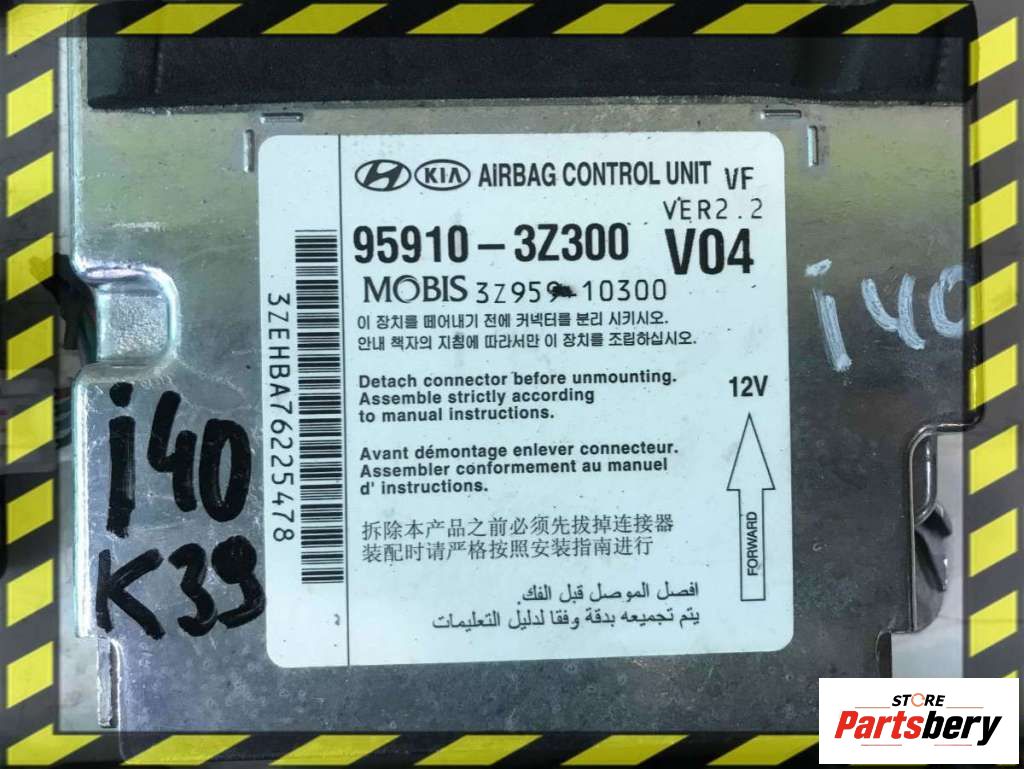 KIA AIRBAG CONTROL UNIT VF
VER2.2
95910-3Z300 V04
MOBIS 3Z959-10300
이 장치를 떼어내기 전에 커넥터를 분리 시키시오.
안내 책자의 지침에 따라서만 이 장치를 조립하십시오.
Detach connector before unmounting.
Assemble strictly according
to manual instructions.
12V
Avant démontage enlever connecteur.
Assembler conformement au manuel
d' instructions.
FORWARD
拆除本产品之前必须先拔掉连接器
装配时请严格按照安装指南进行
افصل الموصل قبل الفك.
يتم تجميعه بدقة وفقا لدليل التعليمات
3ZEHBA76225478
i40
K39
i40
STORE
Partsbery